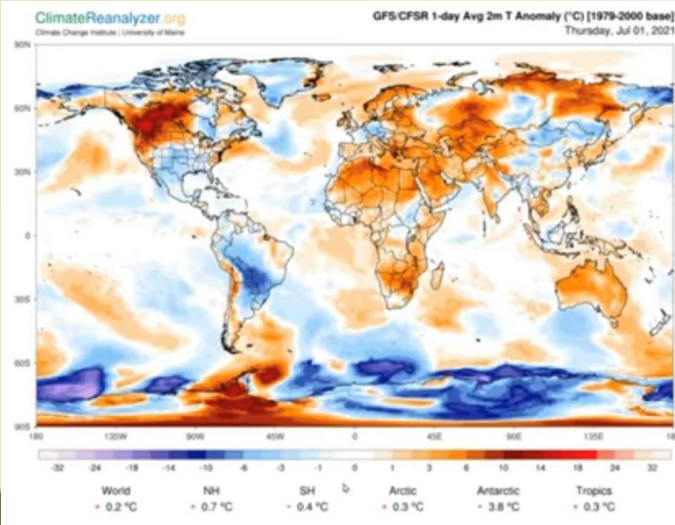 ClimateReanalyzer.org
Climate Change Institute | University of Maine
GFS/CFSR 1-day Avg 2m T Anomaly (°C) [1979-2000 base]
Thursday, Jul 01, 2021
90N
60N
30N
0
30S
60S
90S
180 135W 90W 45W 0 45E 90E 135E 18
-32 -24 -18 -14 -10 -6 -3 -1 0 1 3 6 10 14 18 24 32
World NH SH Arctic Antarctic Tropics
+ 0.2 °C + 0.7 °C - 0.4 °C + 0.3 °C - 3.8 °C + 0.3 °C